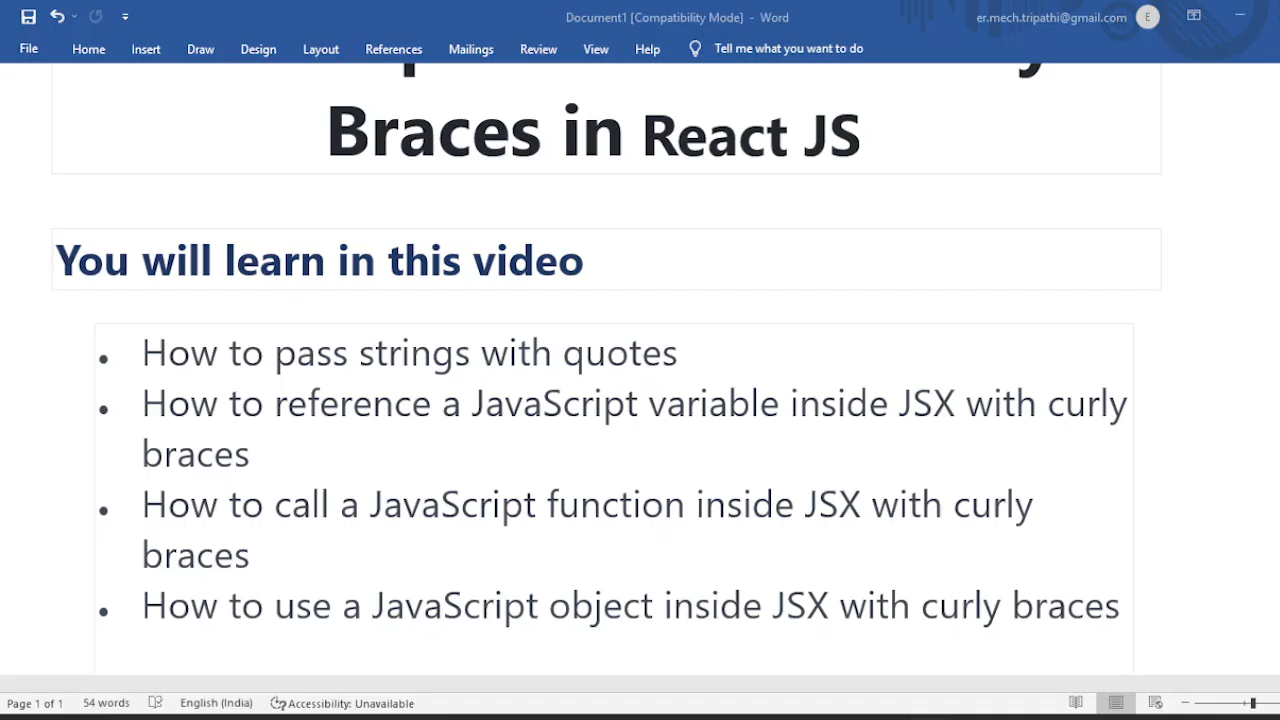 Document1 [Compatibility Mode] - Word
er.mech.tripathi@gmail.com
E
File Home Insert Draw Design Layout References Mailings Review View Help Tell me what you want to do
Braces in React JS
You will learn in this video
• How to pass strings with quotes
• How to reference a JavaScript variable inside JSX with curly
braces
• How to call a JavaScript function inside JSX with curly
braces
• How to use a JavaScript object inside JSX with curly braces
Page 1 of 1 54 words English (India) Accessibility: Unavailable